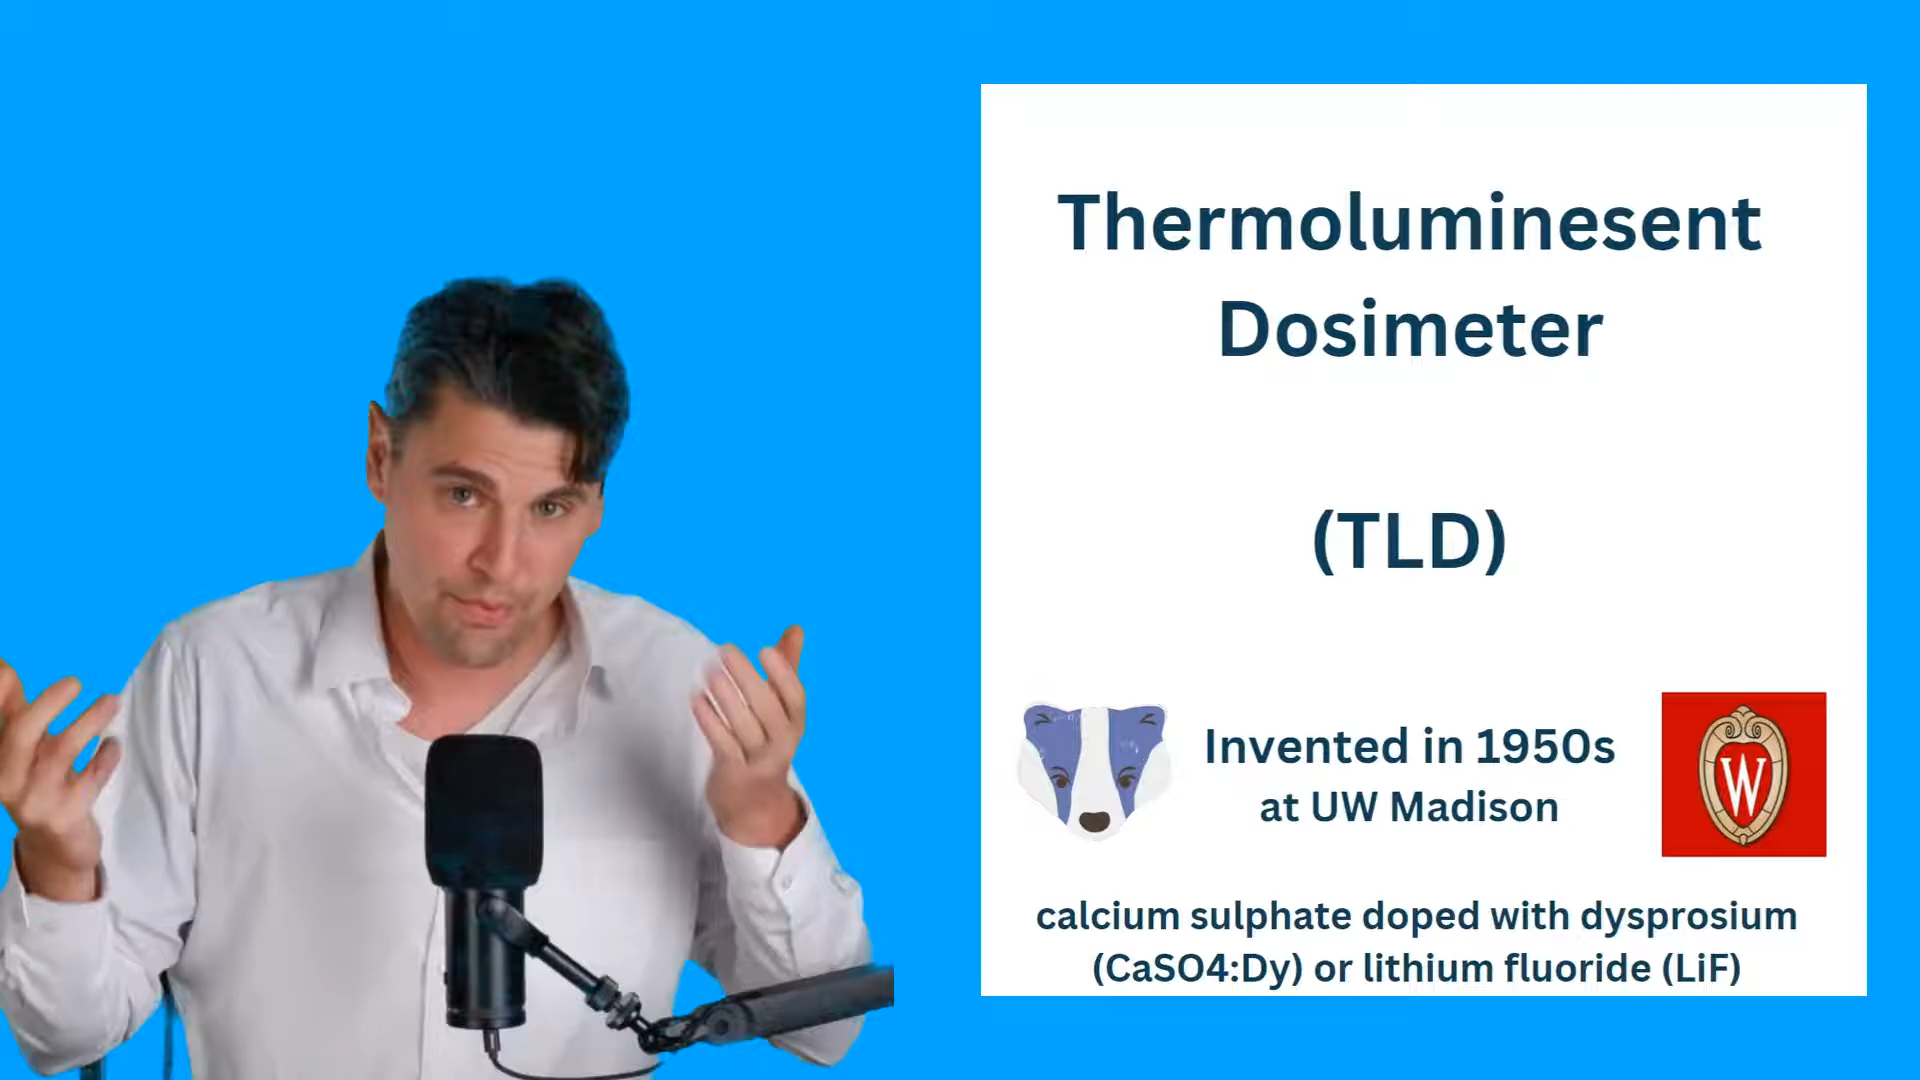 Thermoluminesent
Dosimeter
(TLD)
Invented in 1950s
at UW Madison
W
calcium sulphate doped with dysprosium
(CaSO4:Dy) or lithium fluoride (LiF)